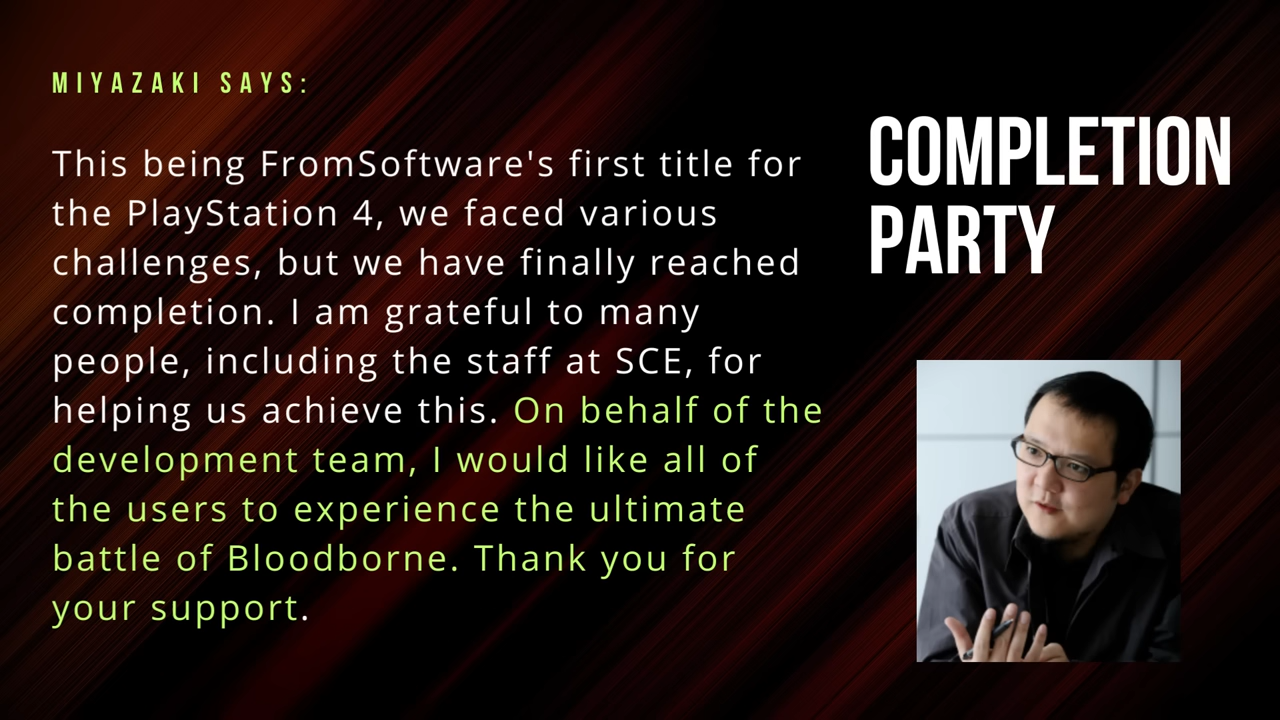 MIYAZAKI SAYS:
This being FromSoftware's first title for
the PlayStation 4, we faced various
challenges, but we have finally reached
completion. I am grateful to many
people, including the staff at SCE, for
helping us achieve this. On behalf of the
development team, I would like all of
the users to experience the ultimate
battle of Bloodborne. Thank you for
your support.
COMPLETION
PARTY